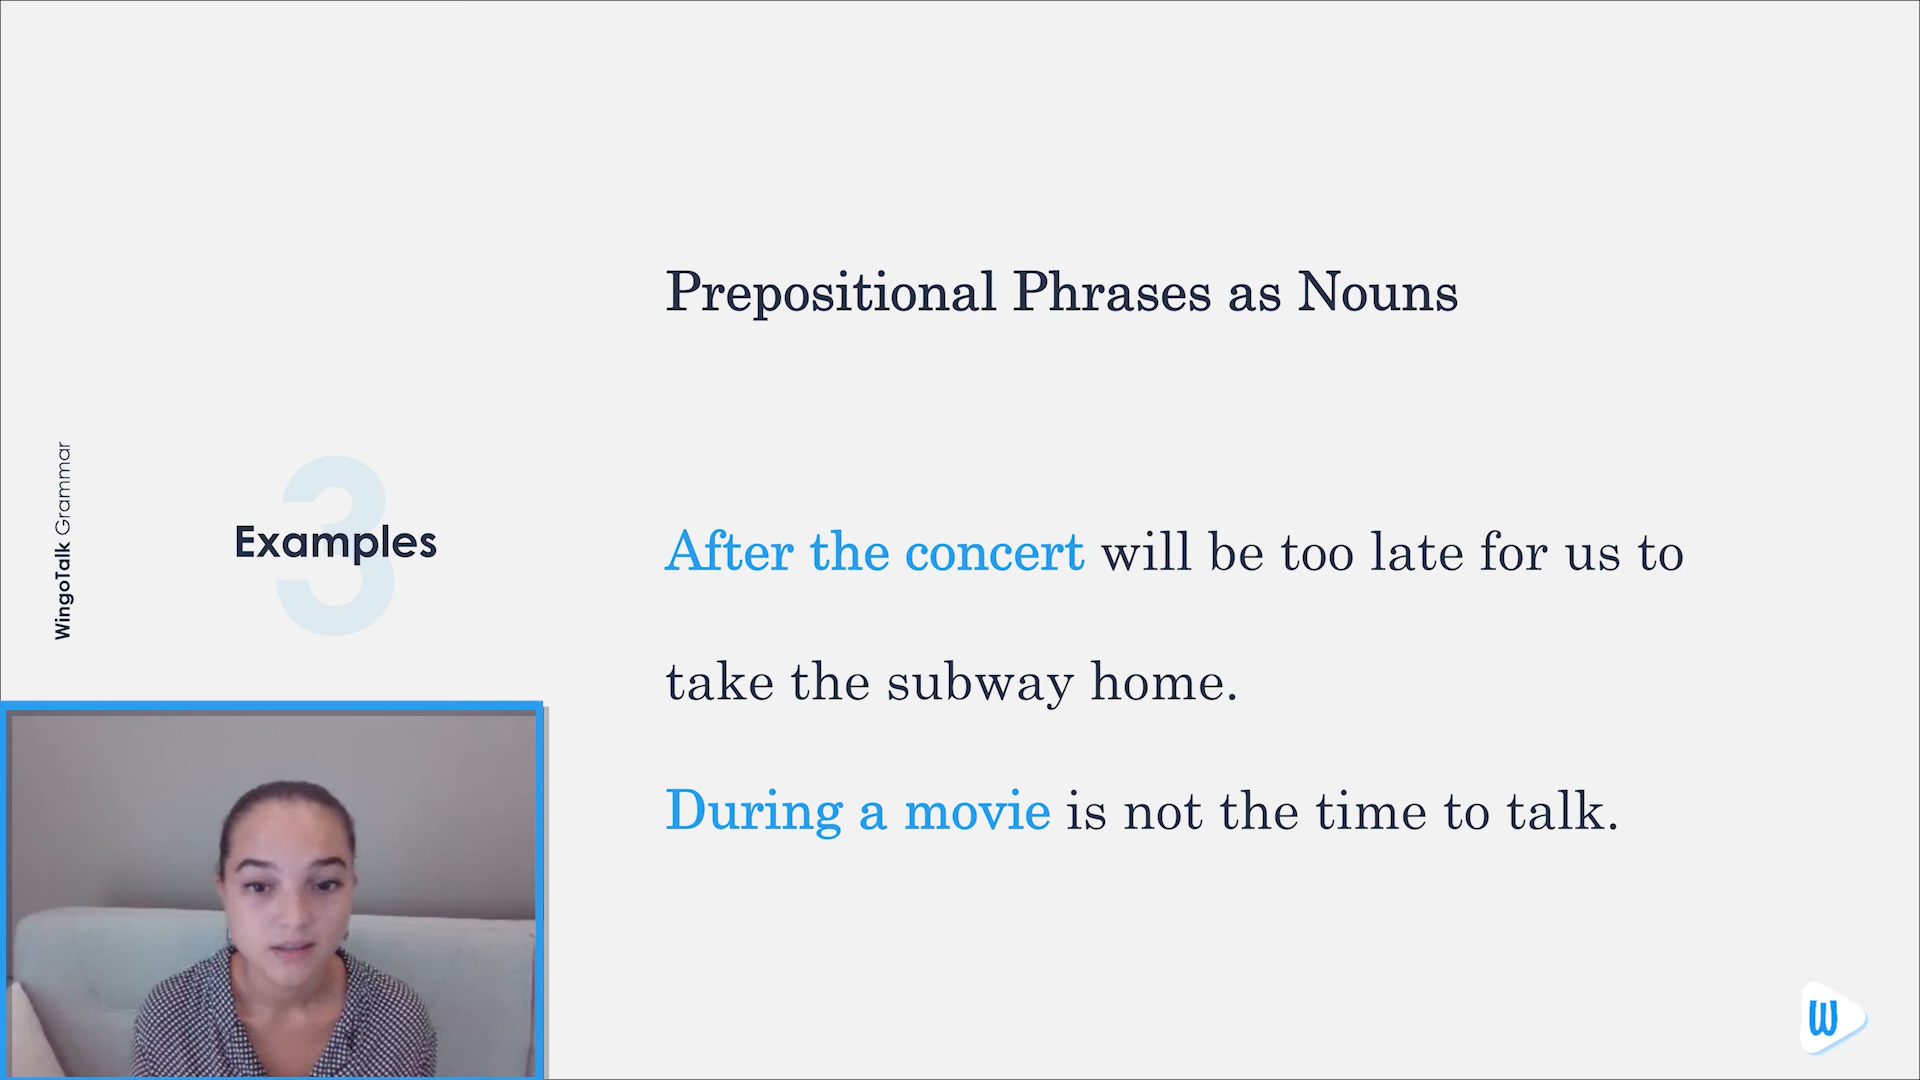 Prepositional Phrases as Nouns
WingoTalk Grammar
3
Examples
After the concert will be too late for us to
take the subway home.
During a movie is not the time to talk.
W